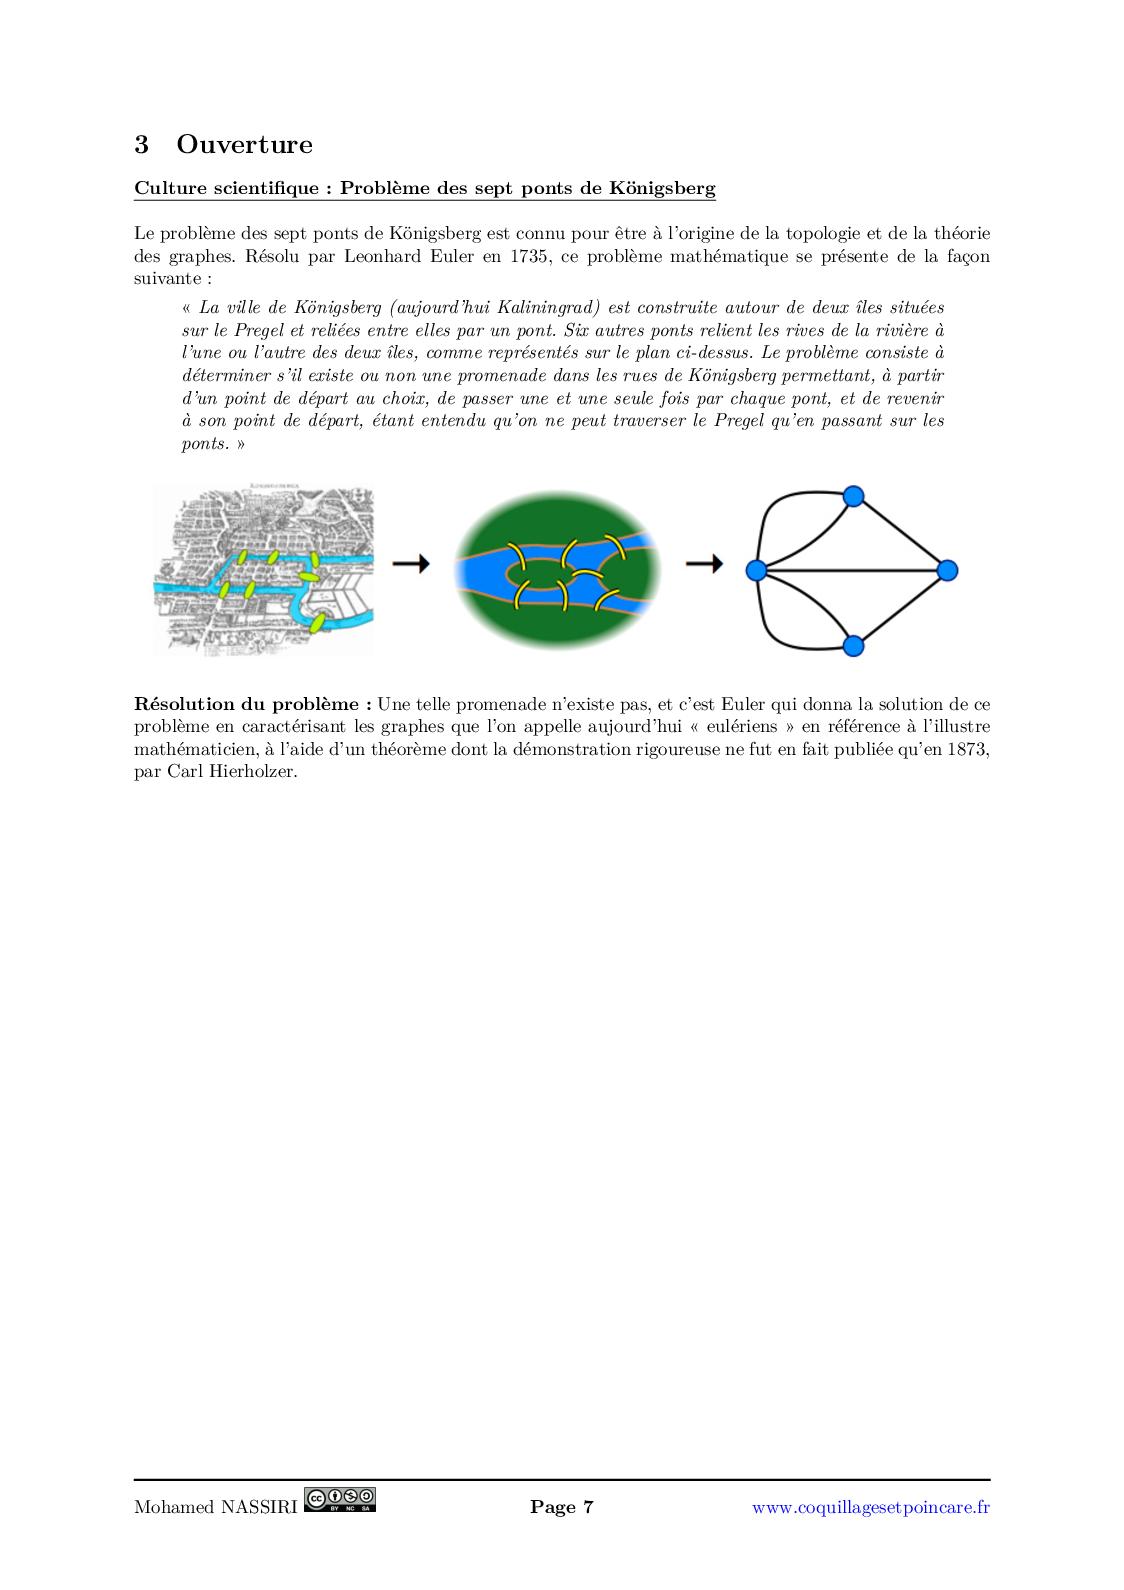 3 Ouverture
Culture scientifique : Problème des sept ponts de Königsberg
Le problème des sept ponts de Königsberg est connu pour être à l'origine de la topologie et de la théorie
des graphes. Résolu par Leonhard Euler en 1735, ce problème mathématique se présente de la façon
suivante :
« La ville de Königsberg (aujourd'hui Kaliningrad) est construite autour de deux îles situées
sur le Pregel et reliées entre elles par un pont. Six autres ponts relient les rives de la rivière à
l'une ou l'autre des deux îles, comme représentés sur le plan ci-dessus. Le problème consiste à
déterminer s'il existe ou non une promenade dans les rues de Königsberg permettant, à partir
d'un point de départ au choix, de passer une et une seule fois par chaque pont, et de revenir
à son point de départ, étant entendu qu'on ne peut traverser le Pregel qu'en passant sur les
ponts. »
Résolution du problème : Une telle promenade n'existe pas, et c'est Euler qui donna la solution de ce
problème en caractérisant les graphes que l'on appelle aujourd'hui « eulériens » en référence à l'illustre
mathématicien, à l'aide d'un théorème dont la démonstration rigoureuse ne fut en fait publiée qu'en 1873,
par Carl Hierholzer.
Mohamed NASSIRI cc BY NC SA Page 7 www.coquillagesetpoincare.fr